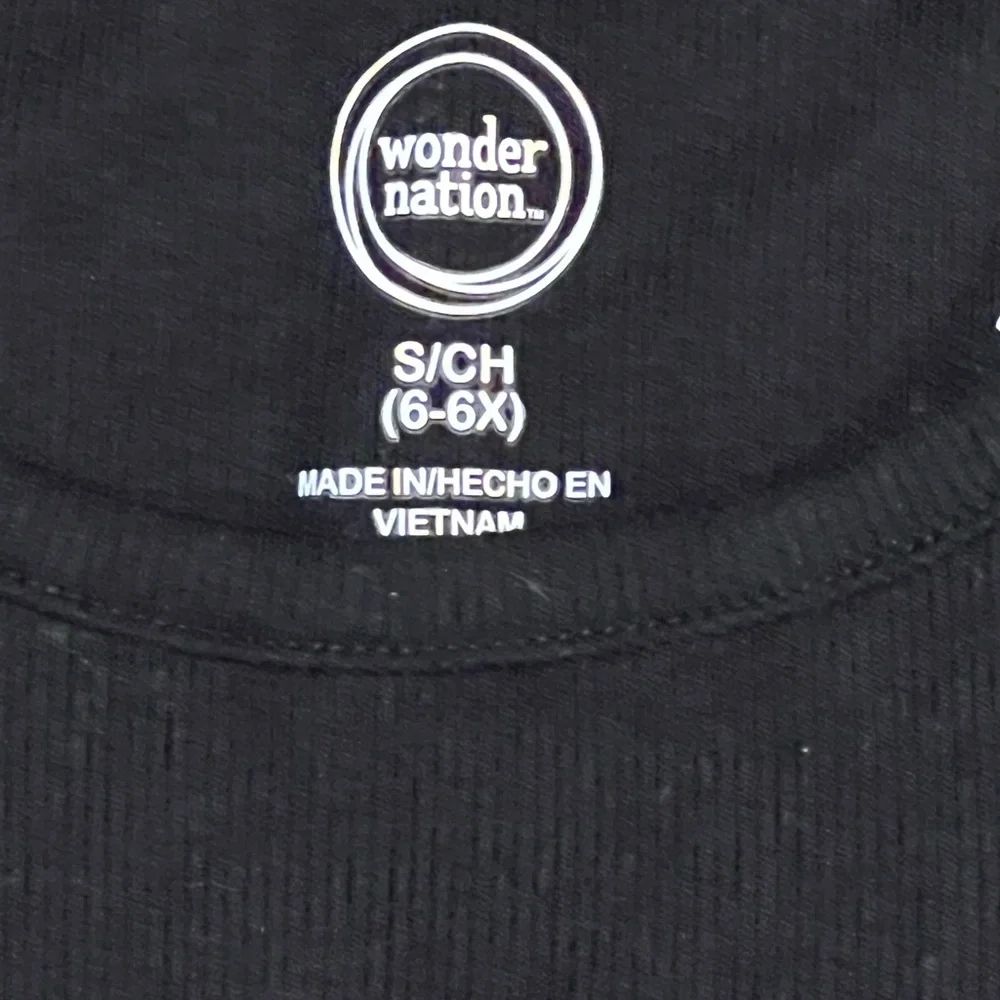 wonder
nation™
S/CH
(6-6X)
MADE IN/HECHO EN
VIETNAM